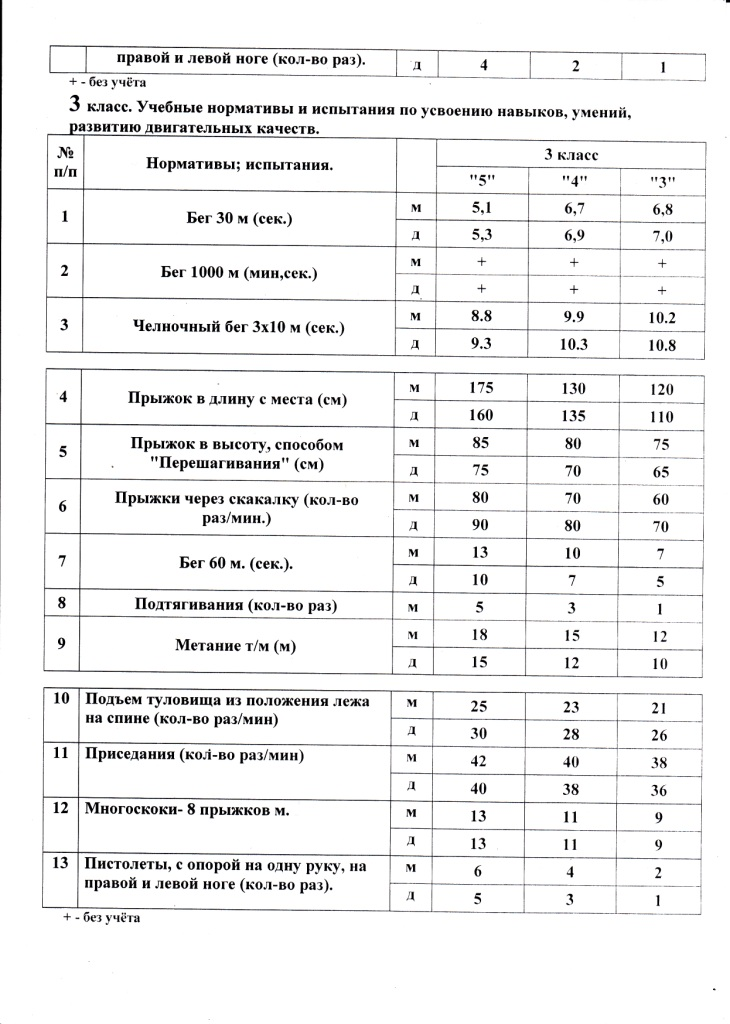 правой и левой ноге (кол-во раз). д 4 2 1
+ - без учёта
3 класс. Учебные нормативы и испытания по усвоению навыков, умений,
развитию двигательных качеств.
№ п/п Нормативы; испытания. 3 класс
"5" "4" "3"
1 Бег 30 м (сек.) м 5,1 6,7 6,8
д 5,3 6,9 7,0
2 Бег 1000 м (мин,сек.) м + + +
д + + +
3 Челночный бег 3х10 м (сек.) м 8.8 9.9 10.2
д 9.3 10.3 10.8
4 Прыжок в длину с места (см) м 175 130 120
д 160 135 110
5 Прыжок в высоту, способом м 85 80 75
"Перешагивания" (см) д 75 70 65
6 Прыжки через скакалку (кол-во м 80 70 60
раз/мин.) д 90 80 70
7 Бег 60 м. (сек.). м 13 10 7
д 10 7 5
8 Подтягивания (кол-во раз) м 5 3 1
9 Метание т/м (м) м 18 15 12
д 15 12 10
10 Подъем туловища из положения лежа м 25 23 21
на спине (кол-во раз/мин) д 30 28 26
11 Приседания (кол-во раз/мин) м 42 40 38
д 40 38 36
12 Многоскоки- 8 прыжков м. м 13 11 9
д 13 11 9
13 Пистолеты, с опорой на одну руку, на м 6 4 2
правой и левой ноге (кол-во раз). д 5 3 1
+ - без учёта